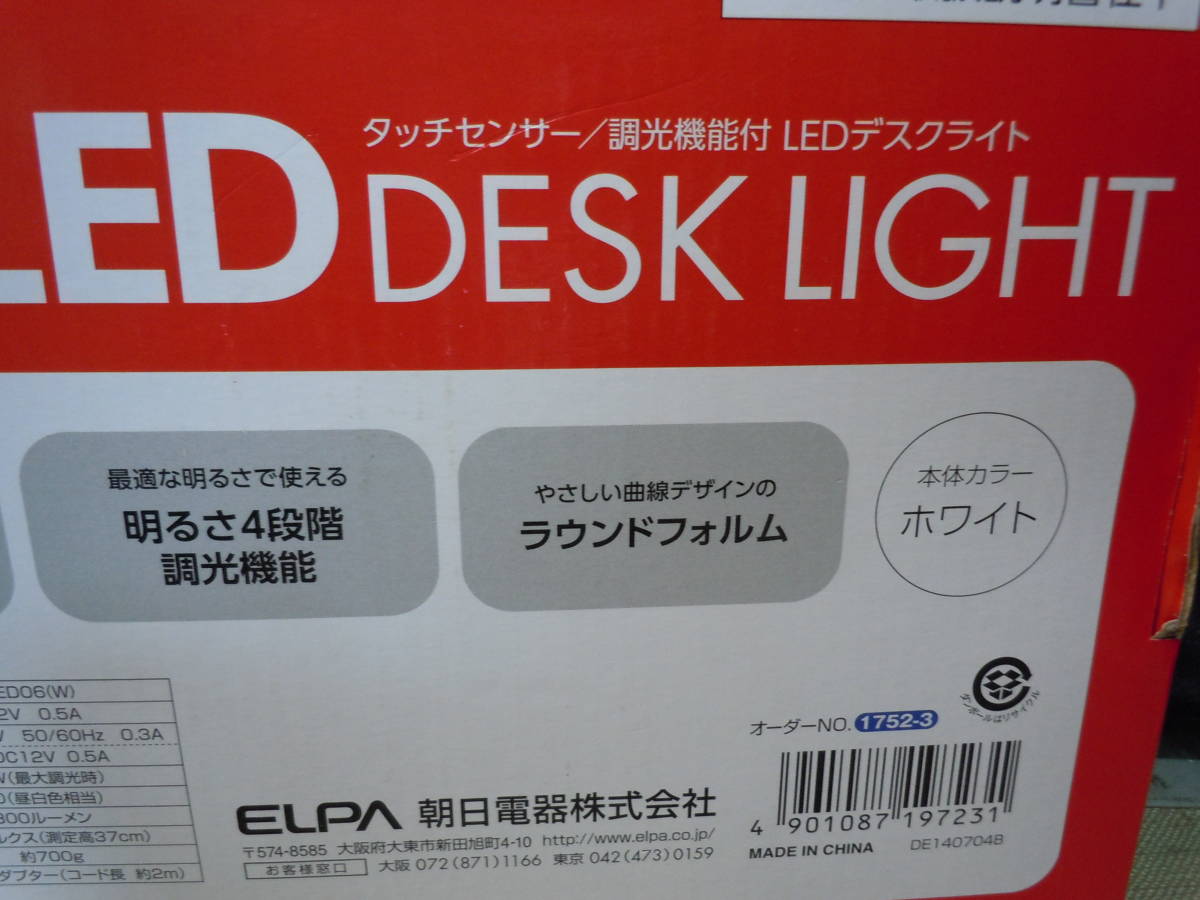 タッチセンサー／調光機能付 LEDデスクライト
LED DESK LIGHT
最適な明るさで使える
明るさ4段階
調光機能
やさしい曲線デザインの
ラウンドフォルム
本体カラー
ホワイト
ED06(W)
2V 0.5A
50/60Hz 0.3A
DC12V 0.5A
W(最大調光時)
(昼白色相当)
300ルーメン
ルクス(測定高37cm)
約700g
ダプター(コード長 約2m)
ダンボールはリサイクル
オーダーNO. 1752-3
ELPA 朝日電器株式会社
〒574-8585 大阪府大東市新田旭町4-10 http://www.elpa.co.jp/
お客様窓口 大阪 072(871)1166 東京 042(473)0159
4 901087 197231
MADE IN CHINA DE140704B